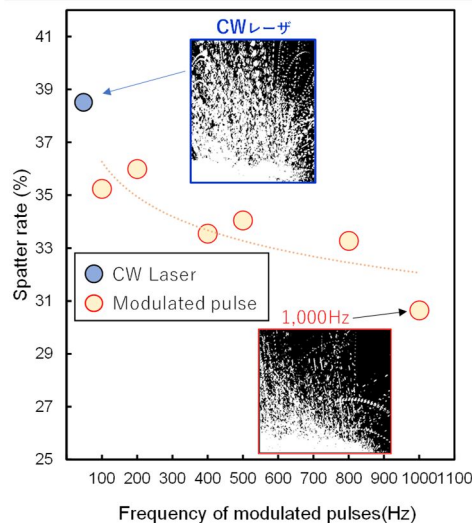 CWレーザ
41
39
37
35
33
31
29
27
25
Spatter rate (%)
CW Laser
Modulated pulse
1,000Hz
100 200 300 400 500 600 700 800 900 10001100
Frequency of modulated pulses(Hz)